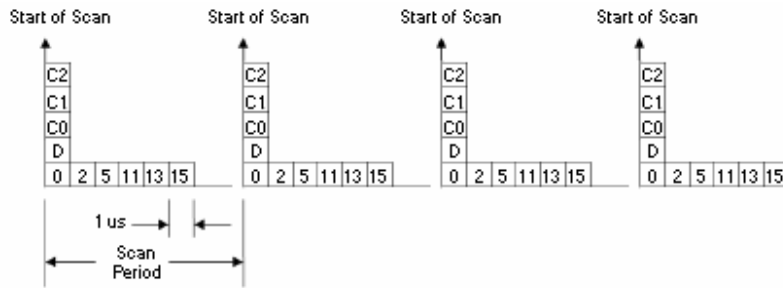 Start of Scan Start of Scan Start of Scan Start of Scan
C2 C2 C2 C2
C1 C1 C1 C1
C0 C0 C0 C0
D D D D
0 2 5 11 13 15 0 2 5 11 13 15 0 2 5 11 13 15 0 2 5 11 13 15
1 us
Scan
Period